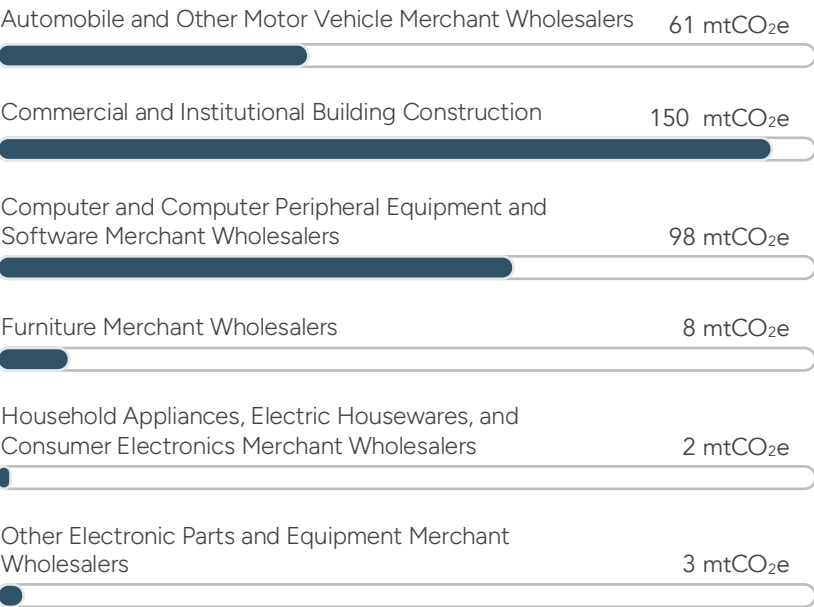 Automobile and Other Motor Vehicle Merchant Wholesalers 61 mtCO₂e
Commercial and Institutional Building Construction 150 mtCO₂e
Computer and Computer Peripheral Equipment and
Software Merchant Wholesalers 98 mtCO₂e
Furniture Merchant Wholesalers 8 mtCO₂e
Household Appliances, Electric Housewares, and
Consumer Electronics Merchant Wholesalers 2 mtCO₂e
Other Electronic Parts and Equipment Merchant
Wholesalers 3 mtCO₂e